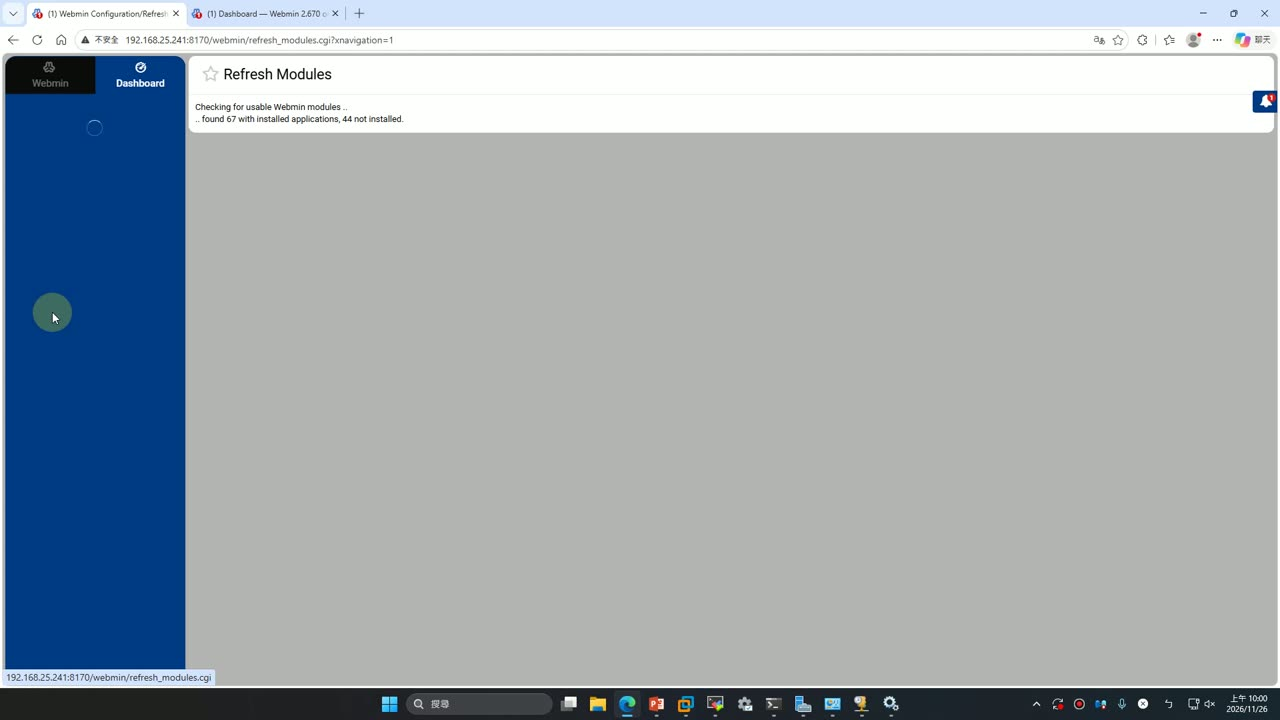 (1) Webmin Configuration/Refresh
(1) Dashboard — Webmin 2.670 o
不安全 192.168.25.241:8170/webmin/refresh_modules.cgi?xnavigation=1
聊天
Webmin
Dashboard
Refresh Modules
Checking for usable Webmin modules ..
.. found 67 with installed applications, 44 not installed.
1
192.168.25.241:8170/webmin/refresh_modules.cgi
搜尋
上午 10:00
2026/11/26